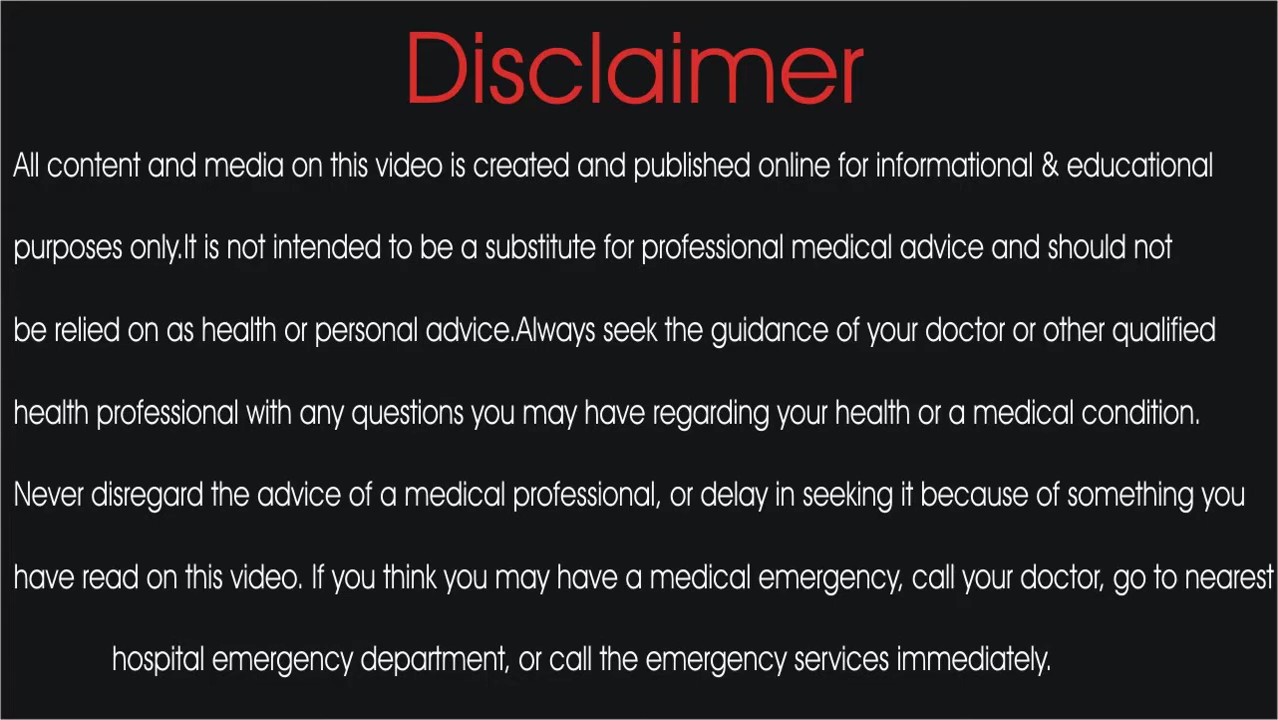 Disclaimer
All content and media on this video is created and published online for informational & educational
purposes only.It is not intended to be a substitute for professional medical advice and should not
be relied on as health or personal advice.Always seek the guidance of your doctor or other qualified
health professional with any questions you may have regarding your health or a medical condition.
Never disregard the advice of a medical professional, or delay in seeking it because of something you
have read on this video. If you think you may have a medical emergency, call your doctor, go to nearest
hospital emergency department, or call the emergency services immediately.